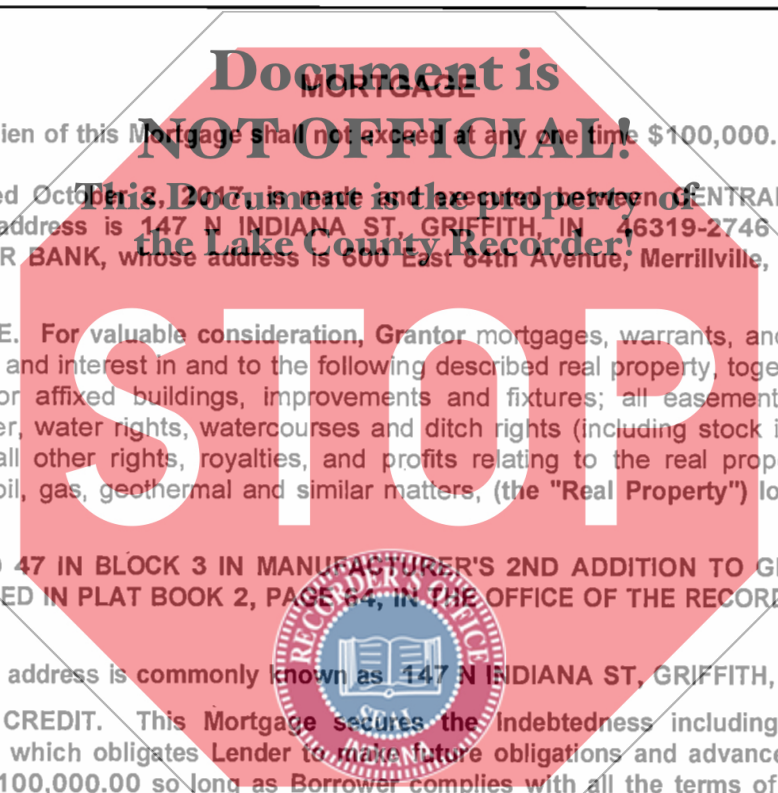 Document is
MORTGAGE
ien of this Mortgage shall not exceed at any one time $100,000.
NOT OFFICIAL!
ed October 2, 2017, is made and executed between CENTRAL
This Document is the property of
address is 147 N INDIANA ST, GRIFFITH, IN 46319-2746
the Lake County Recorder!
R BANK, whose address is 600 East 84th Avenue, Merrillville,
E. For valuable consideration, Grantor mortgages, warrants, and
and interest in and to the following described real property, toge
or affixed buildings, improvements and fixtures; all easement
er, water rights, watercourses and ditch rights (including stock i
all other rights, royalties, and profits relating to the real prop
oil, gas, geothermal and similar matters, (the "Real Property") lo
STOP
47 IN BLOCK 3 IN MANUFACTURER'S 2ND ADDITION TO G
ED IN PLAT BOOK 2, PAGE 64, IN THE OFFICE OF THE RECORD
RECORDER'S OFFICE
address is commonly known as 147 N INDIANA ST, GRIFFITH,
CREDIT. This Mortgage secures the Indebtedness including
SEAL
which obligates Lender to make future obligations and advance
INDIANA
100,000.00 so long as Borrower complies with all the terms of